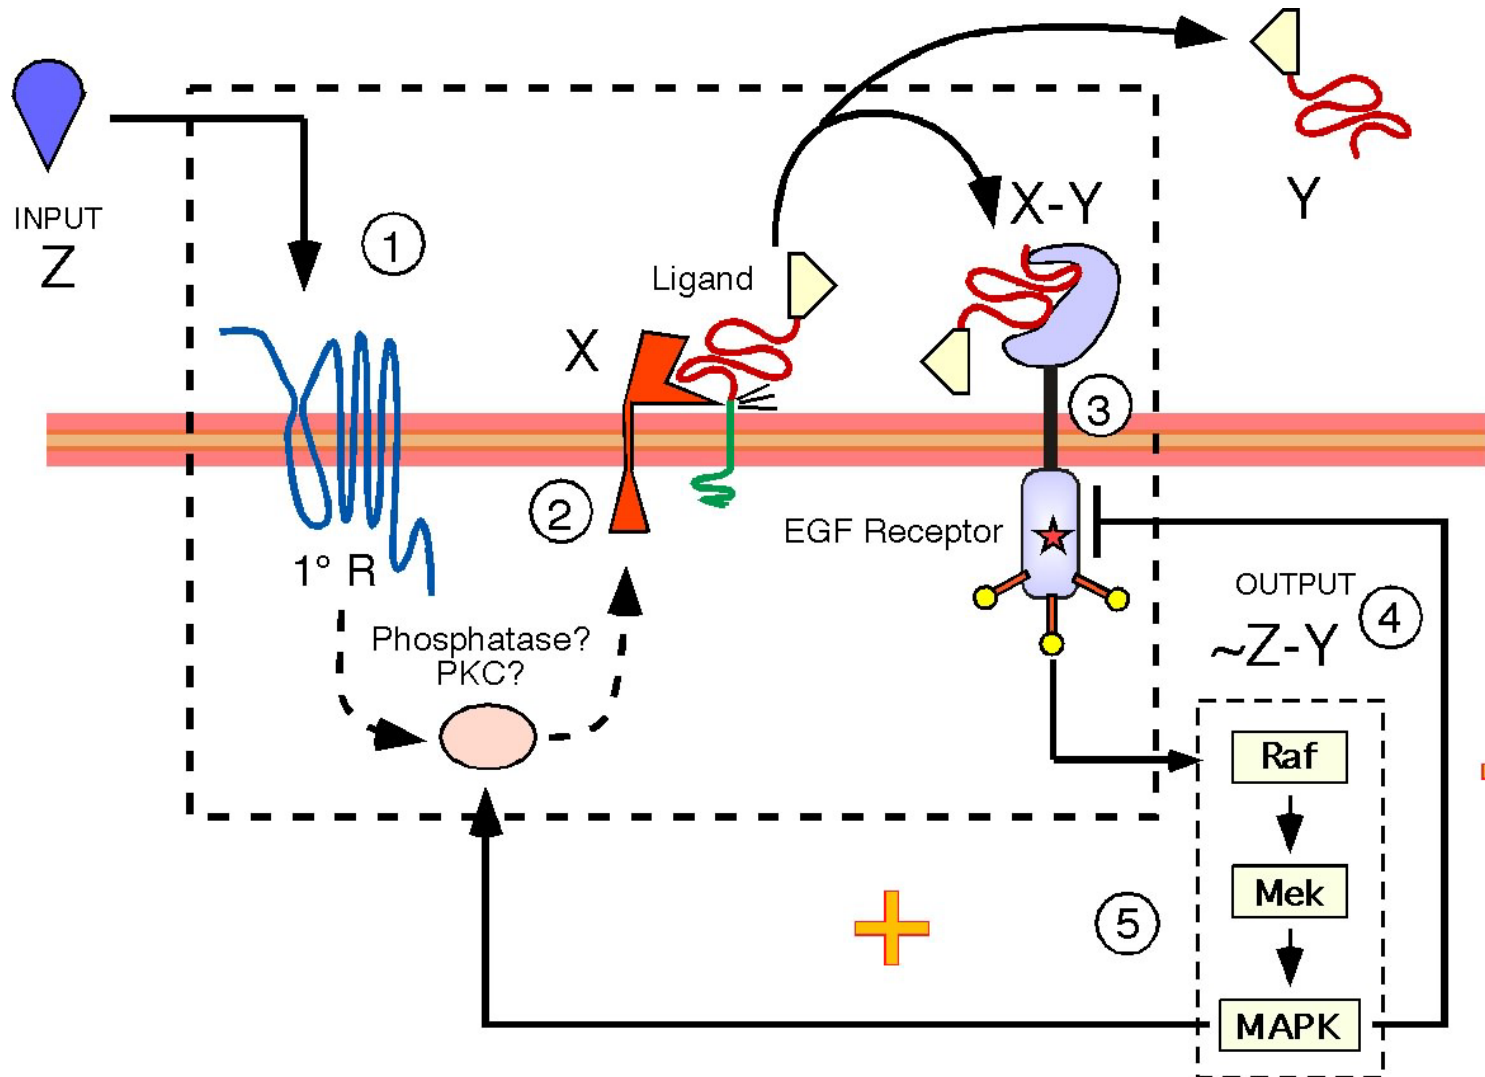 INPUT
Z
1
Ligand
X
X-Y
Y
2
3
1° R
EGF Receptor
Phosphatase?
PKC?
OUTPUT
~Z-Y
4
Raf
Mek
5
MAPK